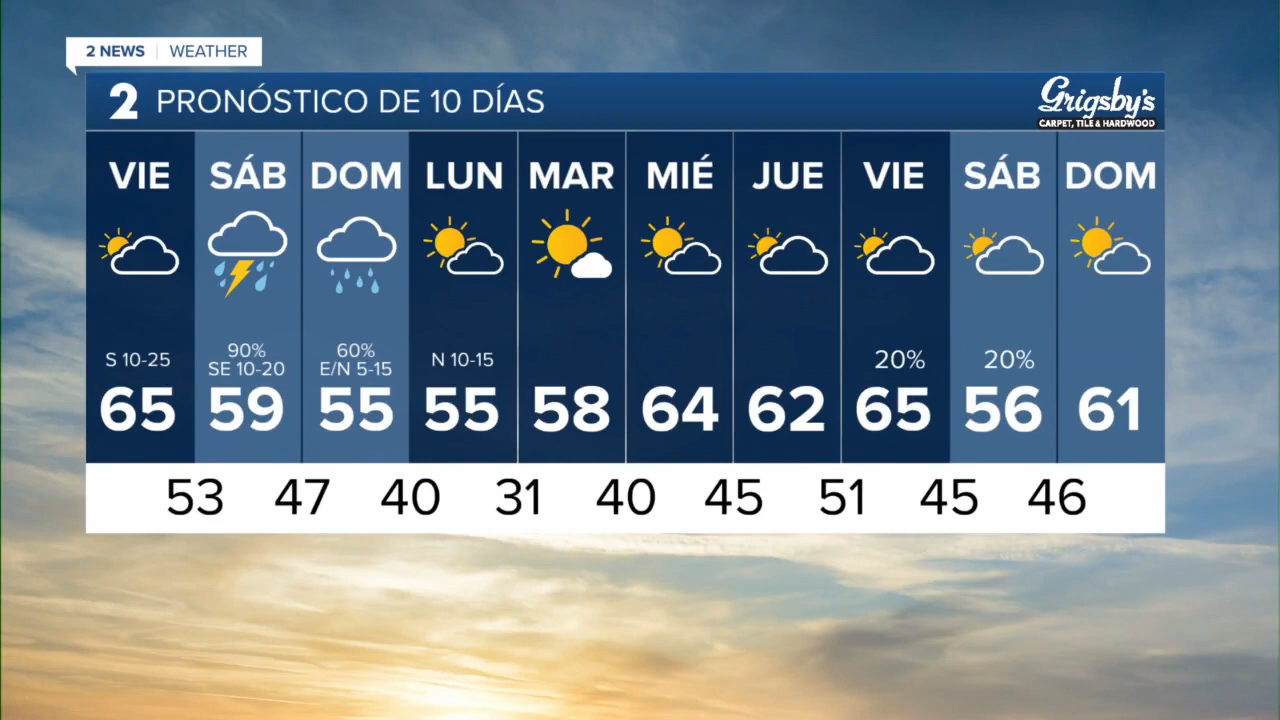 2 NEWS | WEATHER
2 PRONÓSTICO DE 10 DÍAS
Grigsby's
CARPET, TILE & HARDWOOD
VIE SÁB DOM LUN MAR MIÉ JUE VIE SÁB DOM
S 10-25 90% 60% N 10-15 20% 20%
SE 10-20 E/N 5-15
65 59 55 55 58 64 62 65 56 61
53 47 40 31 40 45 51 45 46